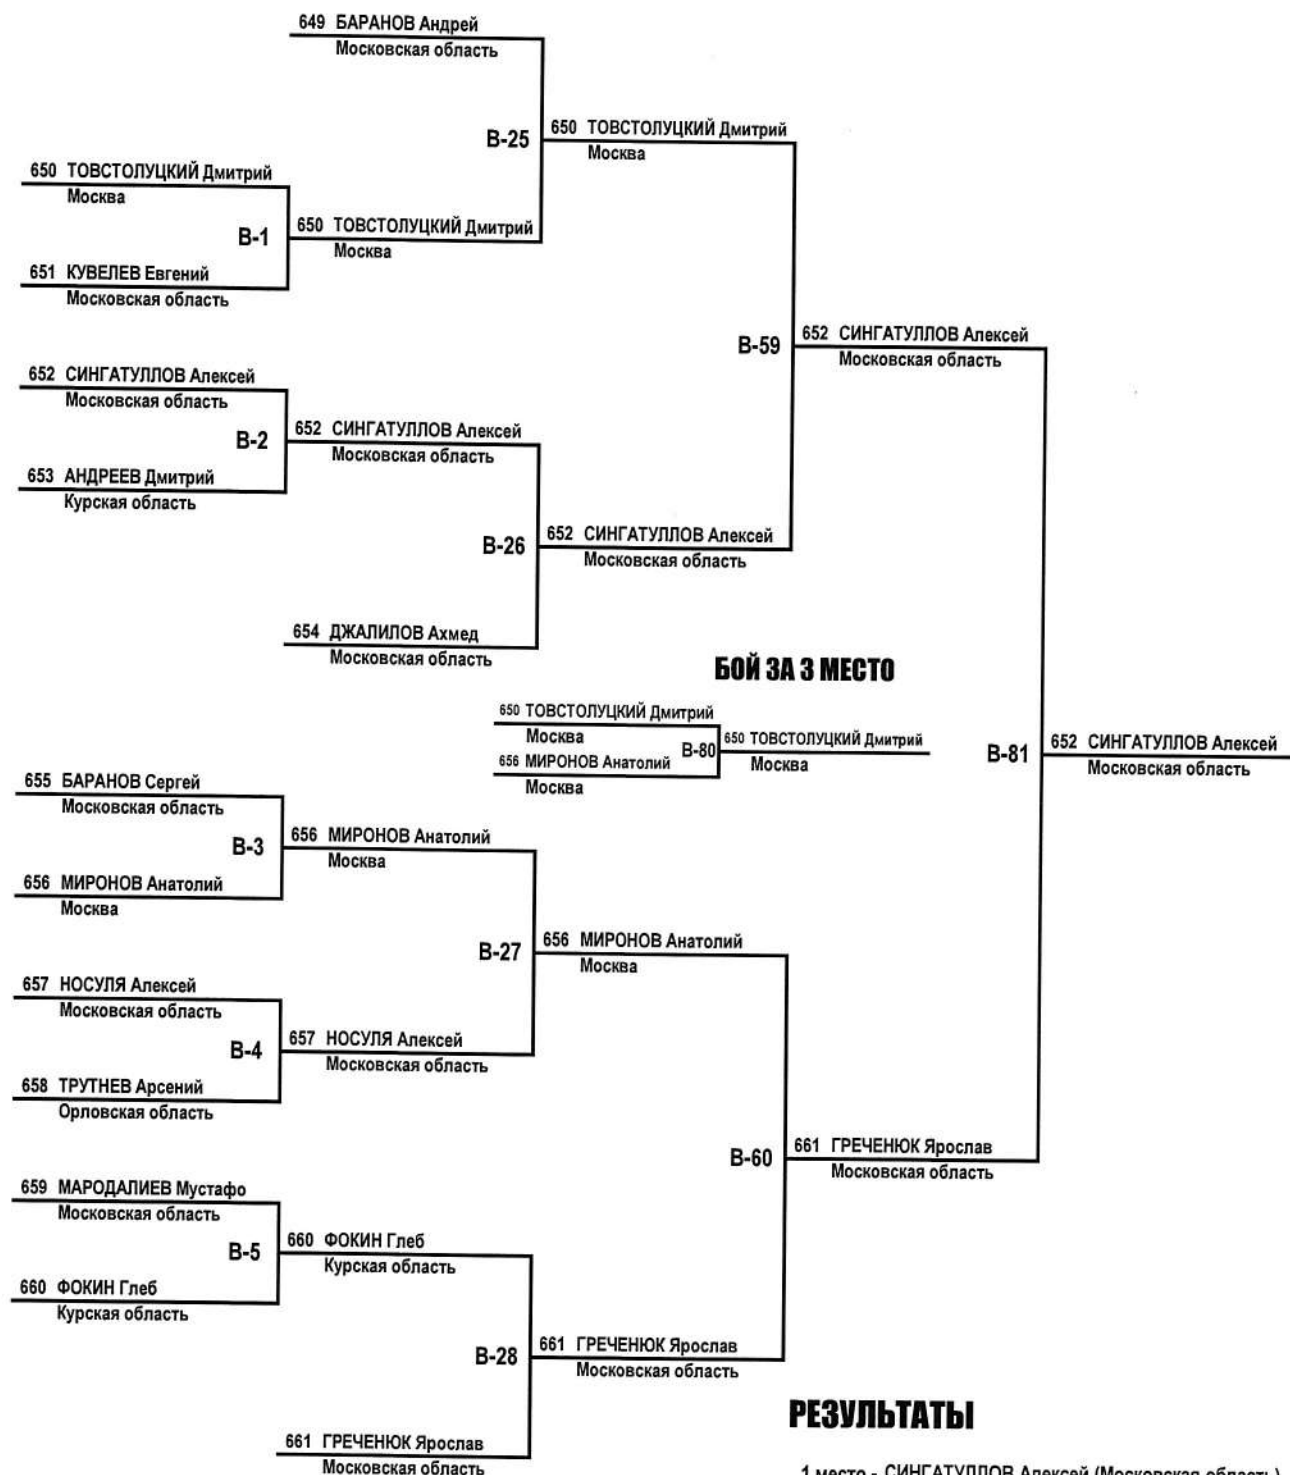 649 БАРАНОВ Андрей
Московская область
B-25
650 ТОВСТОЛУЦКИЙ Дмитрий
Москва
650 ТОВСТОЛУЦКИЙ Дмитрий
Москва
B-1
650 ТОВСТОЛУЦКИЙ Дмитрий
Москва
651 КУВЕЛЕВ Евгений
Московская область
B-59
652 СИНГАТУЛЛОВ Алексей
Московская область
652 СИНГАТУЛЛОВ Алексей
Московская область
B-2
652 СИНГАТУЛЛОВ Алексей
Московская область
653 АНДРЕЕВ Дмитрий
Курская область
B-26
652 СИНГАТУЛЛОВ Алексей
Московская область
654 ДЖАЛИЛОВ Ахмед
Московская область
БОЙ ЗА 3 МЕСТО
650 ТОВСТОЛУЦКИЙ Дмитрий
Москва
B-80
650 ТОВСТОЛУЦКИЙ Дмитрий
Москва
656 МИРОНОВ Анатолий
Москва
B-81
652 СИНГАТУЛЛОВ Алексей
Московская область
655 БАРАНОВ Сергей
Московская область
B-3
656 МИРОНОВ Анатолий
Москва
656 МИРОНОВ Анатолий
Москва
B-27
656 МИРОНОВ Анатолий
Москва
657 НОСУЛЯ Алексей
Московская область
B-4
657 НОСУЛЯ Алексей
Московская область
658 ТРУТНЕВ Арсений
Орловская область
B-60
661 ГРЕЧЕНЮК Ярослав
Московская область
659 МАРОДАЛИЕВ Мустафо
Московская область
B-5
660 ФОКИН Глеб
Курская область
660 ФОКИН Глеб
Курская область
B-28
661 ГРЕЧЕНЮК Ярослав
Московская область
661 ГРЕЧЕНЮК Ярослав
Московская область
РЕЗУЛЬТАТЫ
1 место - СИНГАТУЛЛОВ Алексей (Московская область)